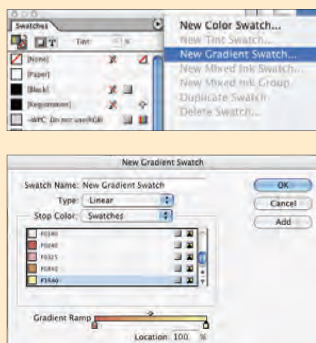 Swatches
New Color Swatch...
New Tint Swatch...
New Gradient Swatch...
New Mixed Ink Swatch...
New Mixed Ink Group
Duplicate Swatch
Delete Swatch...
Tint: %
[None]
[Paper]
[Black]
[Registration]
New Gradient Swatch
Swatch Name: New Gradient Swatch
Type: Linear
Stop Color: Swatches
OK
Cancel
Add
Gradient Ramp
Location: 100 %